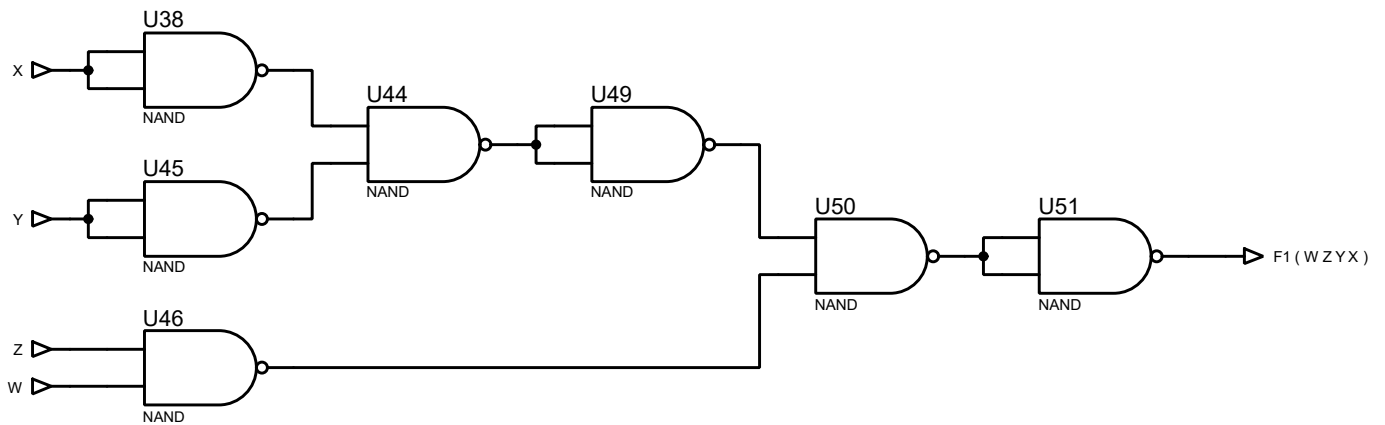 U38
X
NAND
U44
U49
U45
NAND
NAND
Y
U50
U51
NAND
F1 ( W Z Y X )
NAND
NAND
U46
Z
W
NAND